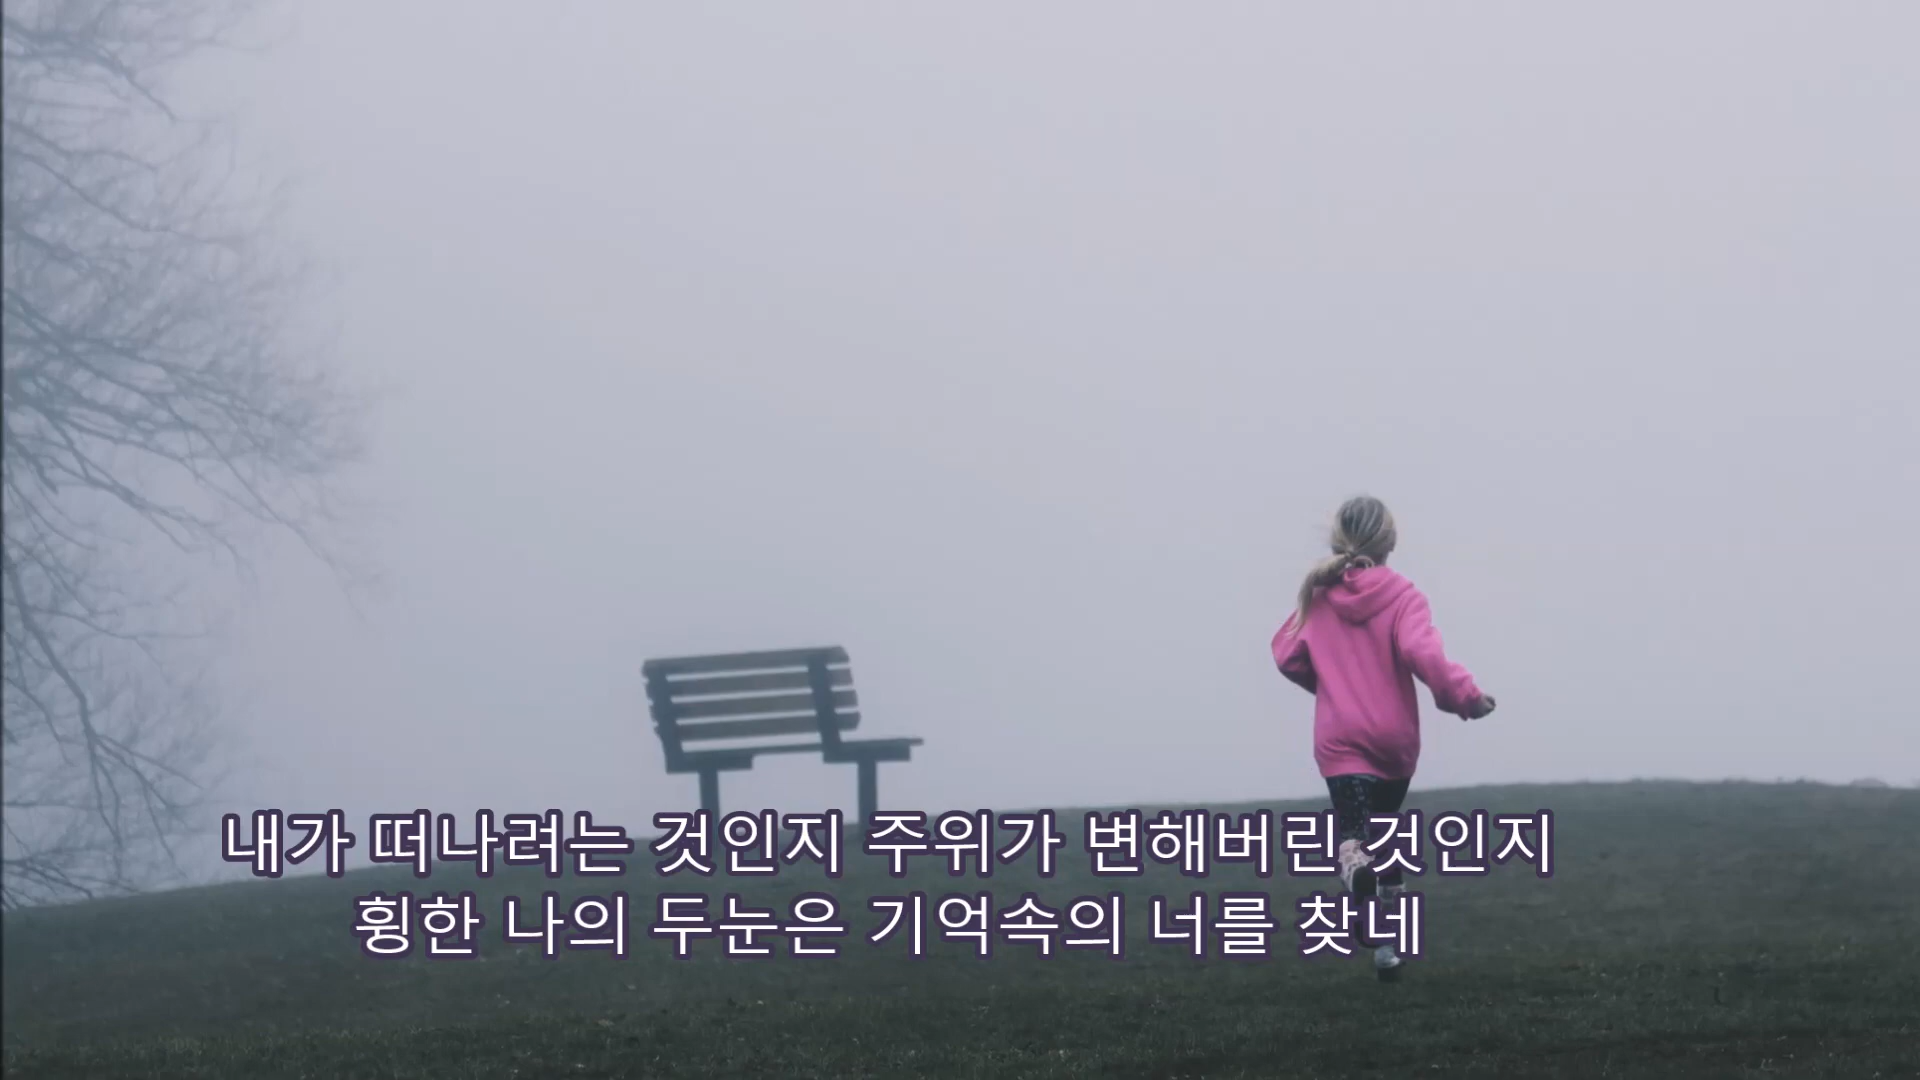 내가 떠나려는 것인지 주위가 변해버린 것인지
휭한 나의 두눈은 기억속의 너를 찾네